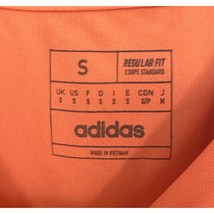 S
REGULAR FIT
COUPE STANDARD
UK US F D I E CDN J
S S S S S S S/P M
adidas
MADE IN VIETNAM